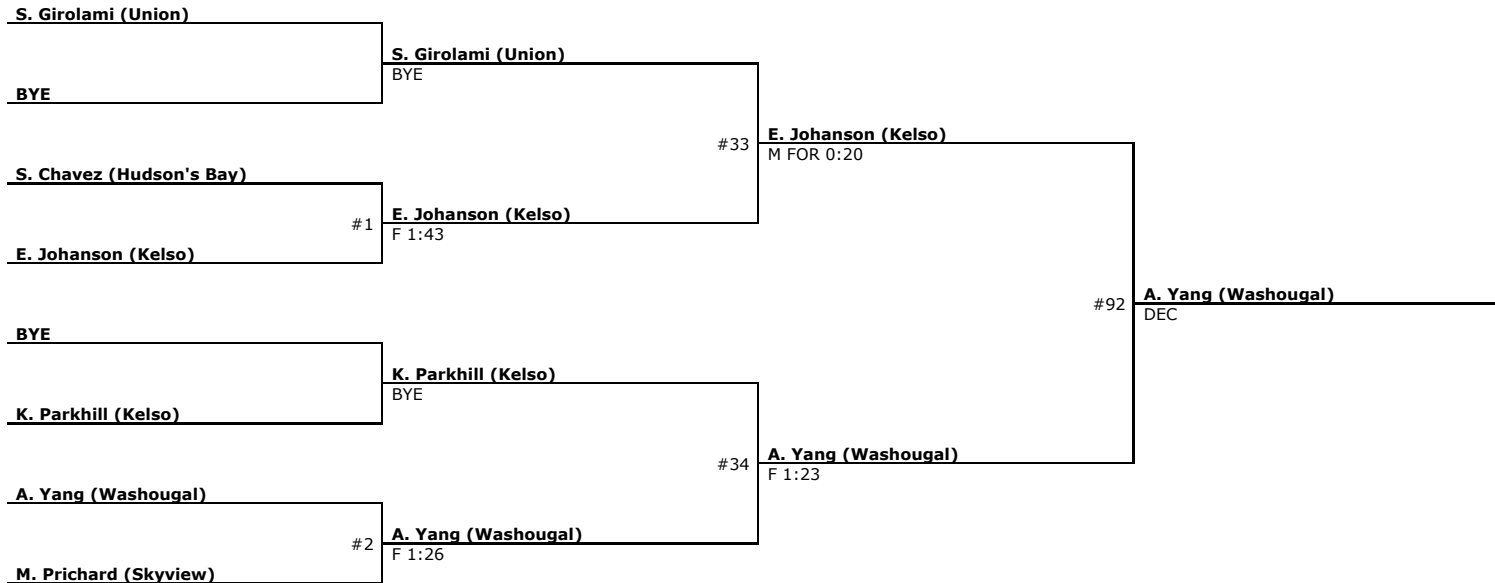 S. Girolami (Union)
S. Girolami (Union)
BYE
BYE
#33
E. Johanson (Kelso)
M FOR 0:20
S. Chavez (Hudson's Bay)
#1
E. Johanson (Kelso)
F 1:43
E. Johanson (Kelso)
#92
A. Yang (Washougal)
DEC
BYE
K. Parkhill (Kelso)
BYE
K. Parkhill (Kelso)
#34
A. Yang (Washougal)
F 1:23
A. Yang (Washougal)
#2
A. Yang (Washougal)
F 1:26
M. Prichard (Skyview)